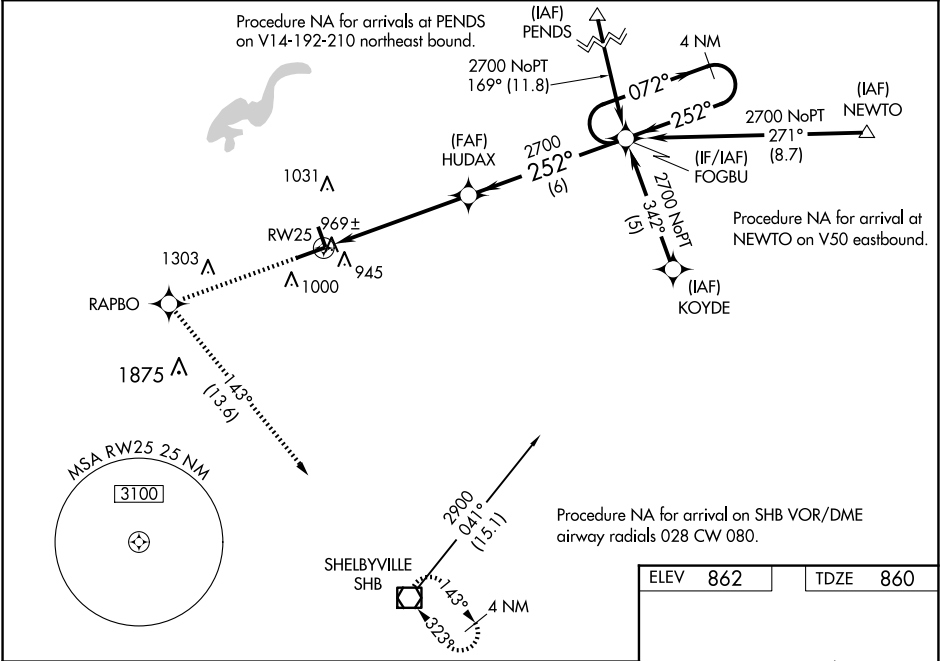 Procedure NA for arrivals at PENDS
on V14-192-210 northeast bound.
(IAF)
PENDS
4 NM
2700 NoPT
169° (11.8)
072°
252°
(IAF)
NEWTO
2700 NoPT
271°
(8.7)
(FAF)
HUDAX
2700
252°
(6)
(IF/IAF)
FOGBU
2700 NoPT
342°
(5)
Procedure NA for arrival at
NEWTO on V50 eastbound.
1031
969±
RW25
945
1303
1000
RAPBO
(IAF)
KOYDE
1875
143°
(13.6)
MSA RW25 25 NM
3100
2900
041°
(15.1)
Procedure NA for arrival on SHB VOR/DME
airway radials 028 CW 080.
SHELBYVILLE
SHB
143°
4 NM
323°
ELEV 862
TDZE 860